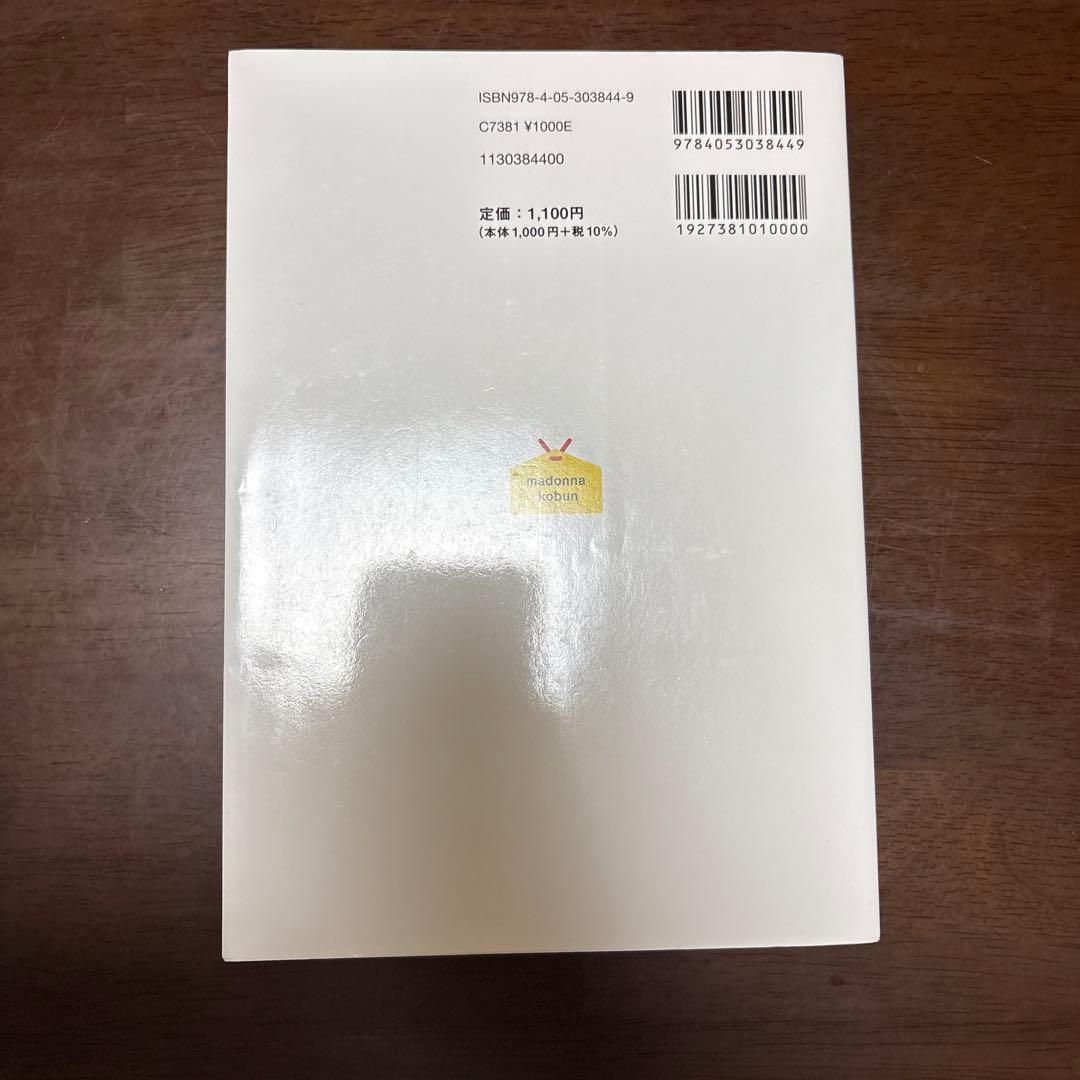 ISBN978-4-05-303844-9
C7381 ¥1000E
1130384400
定価：1,100円
（本体1,000円＋税10%）
9784053038449
1927381010000
madonna
kobun